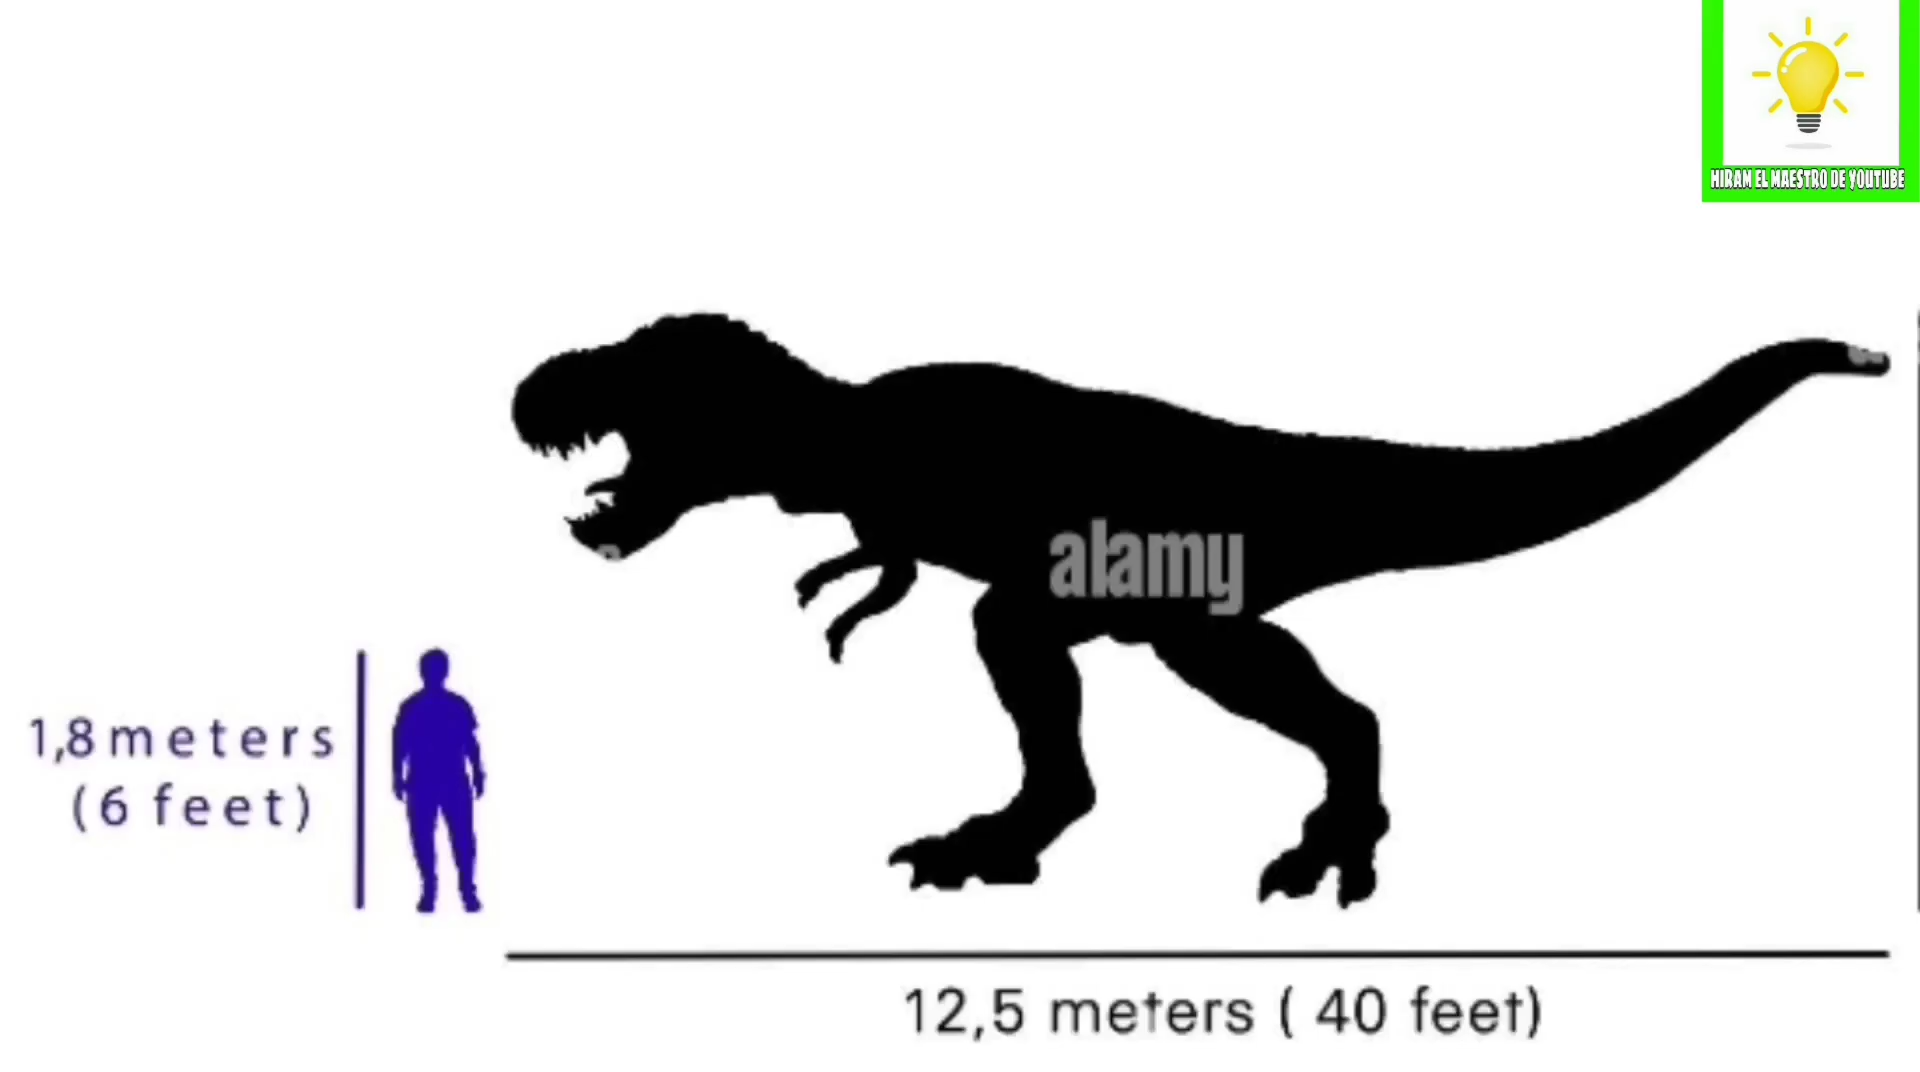 HIRAM EL MAESTRO DE YOUTUBE
alamy
1,8 meters
(6 feet)
12,5 meters ( 40 feet)